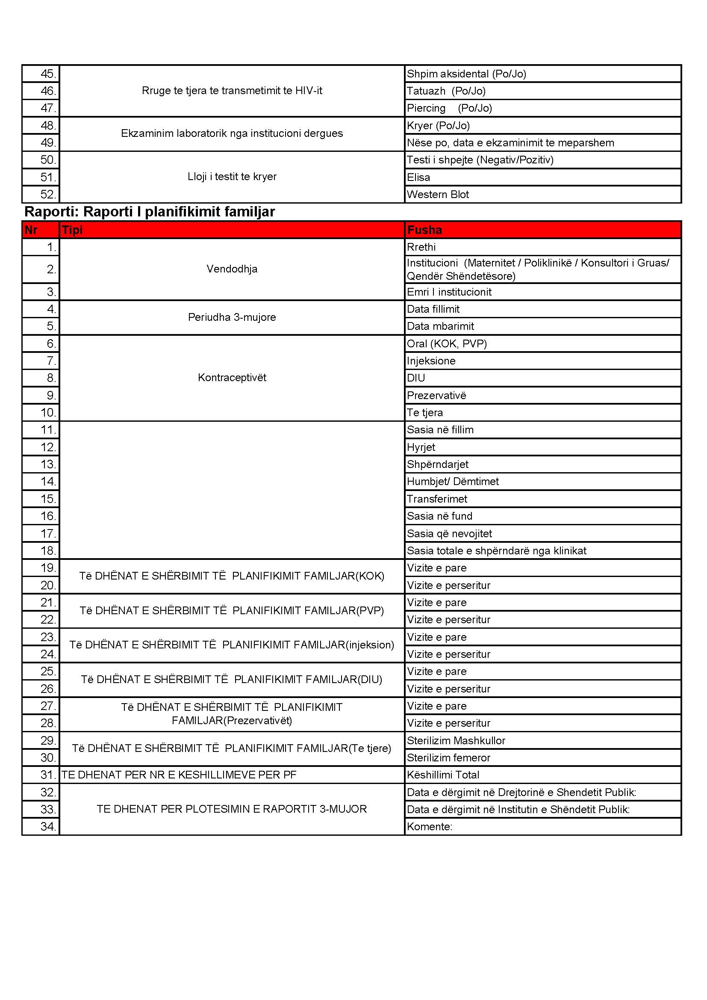 45. Shpim aksidental (Po/Jo)
Rruge te tjera te transmetimit te HIV-it
46. Tatuazh (Po/Jo)
47. Piercing (Po/Jo)
48. Kryer (Po/Jo)
Ekzaminim laboratorik nga institucioni dergues
49. Nëse po, data e ekzaminimit te meparshem
50. Testi i shpejte (Negativ/Pozitiv)
Lloji i testit te kryer
51. Elisa
52. Western Blot
Raporti: Raporti I planifikimit familjar
Nr Tipi Fusha
1. Rrethi
Vendodhja
2. Institucioni (Maternitet / Poliklinikë / Konsultori i Gruas/
Qendër Shëndetësore)
3. Emri I institucionit
4. Data fillimit
Periudha 3-mujore
5. Data mbarimit
6. Oral (KOK, PVP)
7. Injeksione
Kontraceptivët
8. DIU
9. Prezervativë
10. Te tjera
11. Sasia në fillim
12. Hyrjet
13. Shpërndarjet
14. Humbjet/ Dëmtimet
15. Transferimet
16. Sasia në fund
17. Sasia që nevojitet
18. Sasia totale e shpërndarë nga klinikat
19. Vizite e pare
Të DHËNAT E SHËRBIMIT TË PLANIFIKIMIT FAMILJAR(KOK)
20. Vizite e perseritur
21. Vizite e pare
Të DHËNAT E SHËRBIMIT TË PLANIFIKIMIT FAMILJAR(PVP)
22. Vizite e perseritur
23. Vizite e pare
Të DHËNAT E SHËRBIMIT TË PLANIFIKIMIT FAMILJAR(injeksion)
24. Vizite e perseritur
25. Vizite e pare
Të DHËNAT E SHËRBIMIT TË PLANIFIKIMIT FAMILJAR(DIU)
26. Vizite e perseritur
27. Vizite e pare
Të DHËNAT E SHËRBIMIT TË PLANIFIKIMIT
FAMILJAR(Prezervativët)
28. Vizite e perseritur
29. Sterilizim Mashkullor
Të DHËNAT E SHËRBIMIT TË PLANIFIKIMIT FAMILJAR(Te tjere)
30. Sterilizim femeror
31. TE DHENAT PER NR E KESHILLIMEVE PER PF Këshillimi Total
32. Data e dërgimit në Drejtorinë e Shendetit Publik:
TE DHENAT PER PLOTESIMIN E RAPORTIT 3-MUJOR
33. Data e dërgimit në Institutin e Shëndetit Publik:
34. Komente: